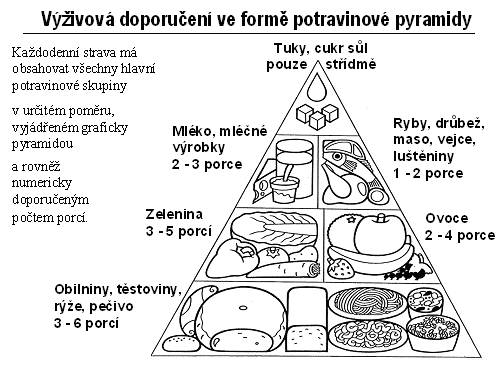 Výživová doporučení ve formě potravinové pyramidy
Každodenní strava má
obsahovat všechny hlavní
potravinové skupiny
v určitém poměru,
vyjádřeném graficky
pyramidou
a rovněž
numericky
doporučeným
počtem porcí.
Tuky, cukr sůl
pouze střídmě
Mléko, mléčné
výrobky
2 - 3 porce
Ryby, drůbež,
maso, vejce,
luštěniny
1 - 2 porce
Zelenina
3 - 5 porcí
Ovoce
2 - 4 porce
Obilniny, těstoviny,
rýže, pečivo
3 - 6 porcí